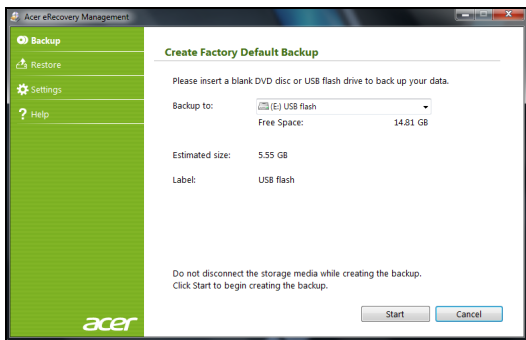 Acer eRecovery Management
Backup
Restore
Settings
Help
Create Factory Default Backup
Please insert a blank DVD disc or USB flash drive to back up your data.
Backup to: (E:) USB flash
Free Space: 14.81 GB
Estimated size: 5.55 GB
Label: USB flash
Do not disconnect the storage media while creating the backup.
Click Start to begin creating the backup.
Start Cancel
acer